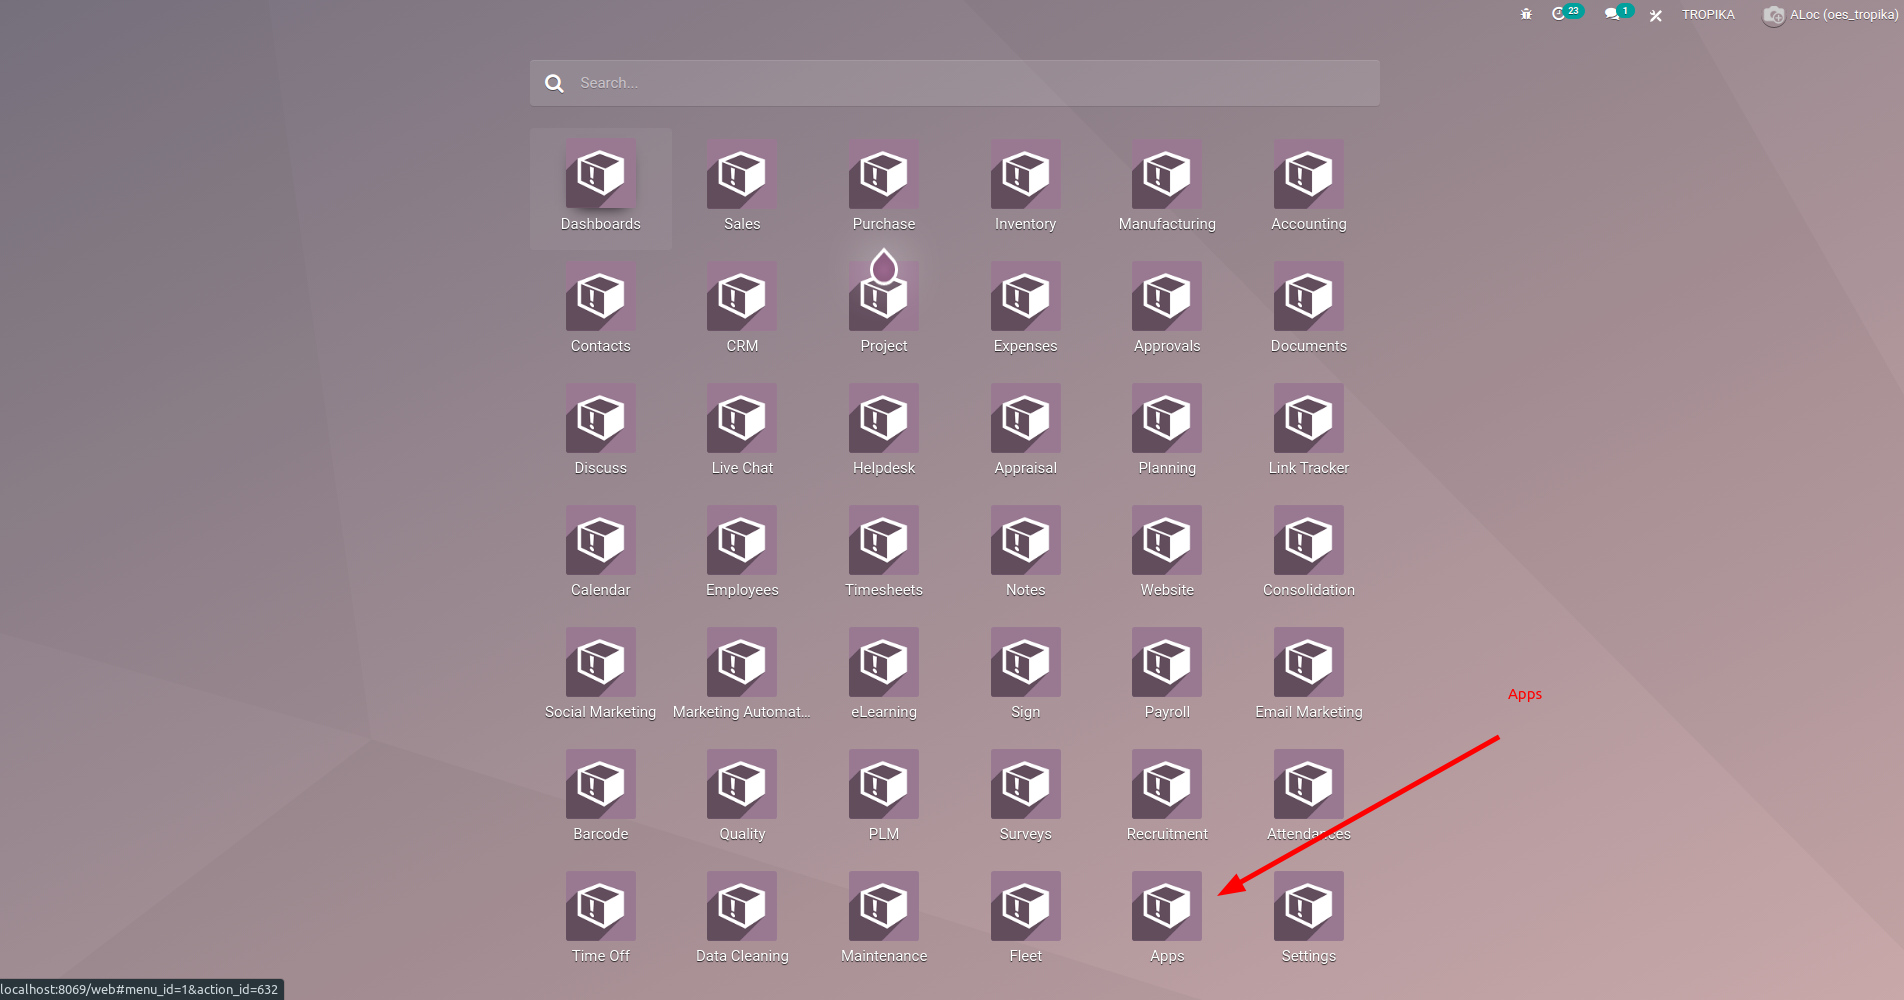 23
1
TROPIKA
ALoc (oes_tropika)
Search...
Dashboards
Sales
Purchase
Inventory
Manufacturing
Accounting
Contacts
CRM
Project
Expenses
Approvals
Documents
Discuss
Live Chat
Helpdesk
Appraisal
Planning
Link Tracker
Calendar
Employees
Timesheets
Notes
Website
Consolidation
Social Marketing
Marketing Automat...
eLearning
Sign
Payroll
Email Marketing
Apps
Barcode
Quality
PLM
Surveys
Recruitment
Attendances
Time Off
Data Cleaning
Maintenance
Fleet
Apps
Settings
localhost:8069/web#menu_id=1&action_id=632